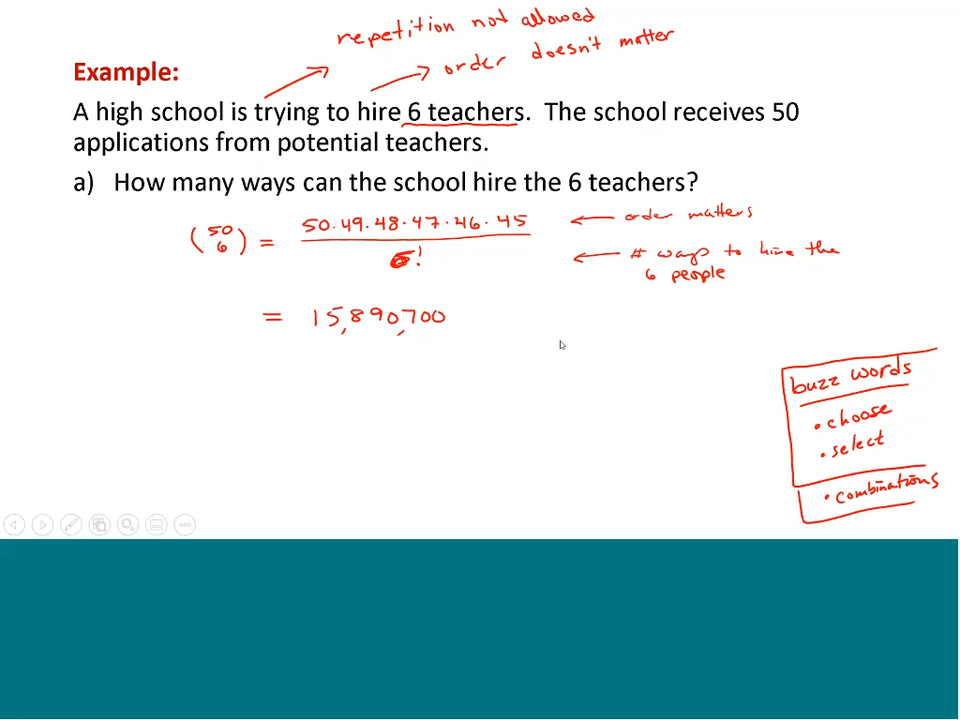 repetition not allowed
order doesn't matter
Example:
A high school is trying to hire 6 teachers. The school receives 50
applications from potential teachers.
a) How many ways can the school hire the 6 teachers?
(50 6) = 50·49·48·47·46·45 / 6! ← order matters
← # ways to hire the
6 people
= 15,890,700
buzz words
• choose
• select
• combinations